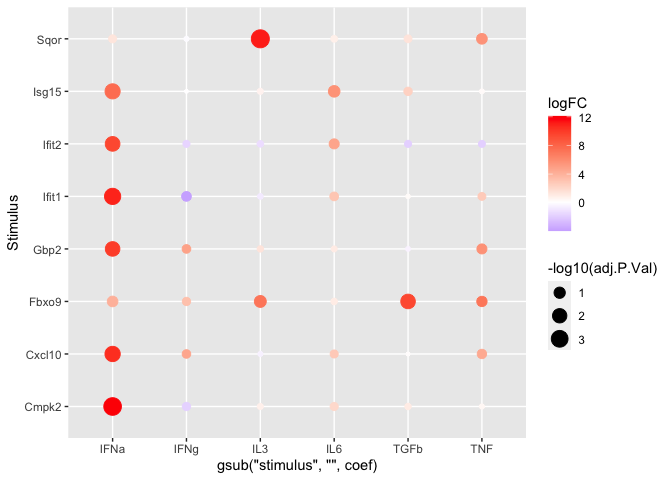 Stimulus
Sqor
Isg15
Ifit2
Ifit1
Gbp2
Fbxo9
Cxcl10
Cmpk2
IFNa IFNg IL3 IL6 TGFb TNF
gsub("stimulus", "", coef)
logFC
12
8
4
0
-log10(adj.P.Val)
1
2
3